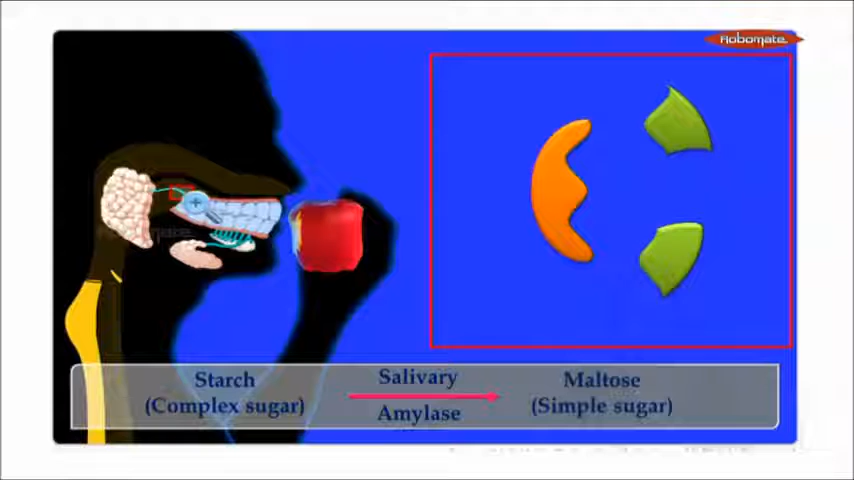 Robomate
Starch
(Complex sugar)
Salivary
Amylase
Maltose
(Simple sugar)